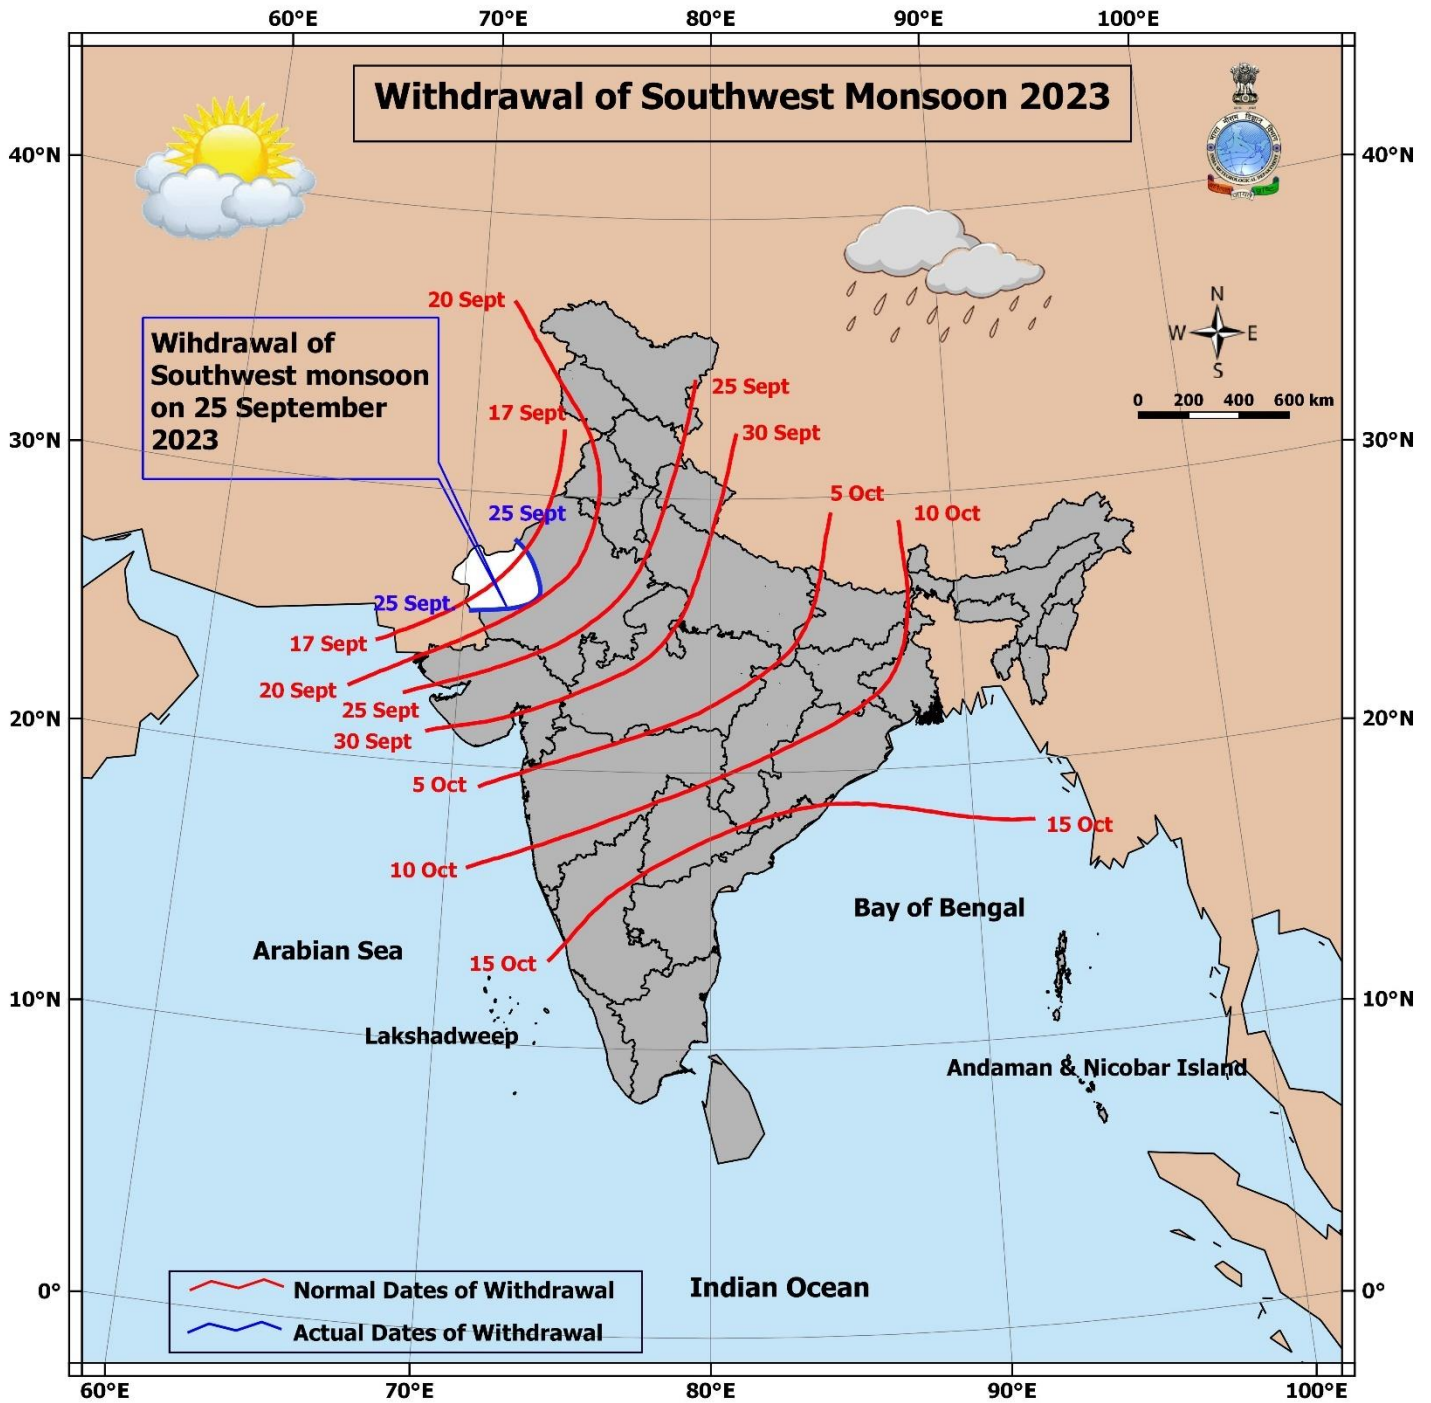 60°E 70°E 80°E 90°E 100°E
Withdrawal of Southwest Monsoon 2023
40°N 40°N
N
W E
S
20 Sept
Wihdrawal of
Southwest monsoon
on 25 September
2023
25 Sept
0 200 400 600 km
17 Sept
30 Sept
30°N 30°N
5 Oct
25 Sept
10 Oct
25 Sept
17 Sept
20 Sept
25 Sept
20°N 20°N
30 Sept
5 Oct
15 Oct
10 Oct
Bay of Bengal
Arabian Sea
15 Oct
10°N 10°N
Lakshadweep
Andaman & Nicobar Island
Normal Dates of Withdrawal
Indian Ocean
0° 0°
Actual Dates of Withdrawal
60°E 70°E 80°E 90°E 100°E